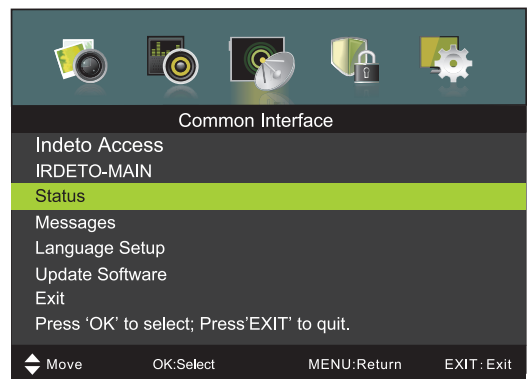 Common Interface
Indeto Access
IRDETO-MAIN
Status
Messages
Language Setup
Update Software
Exit
Press ‘OK’ to select; Press’EXIT’ to quit.
Move OK:Select MENU:Return EXIT:Exit